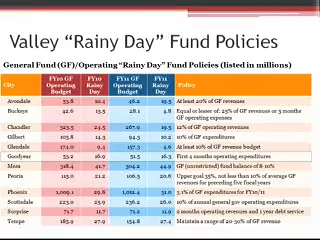 Valley “Rainy Day” Fund Policies
General Fund (GF)/Operating “Rainy Day” Fund Policies (listed in millions)
City FY10 GF Operating Budget FY10 Rainy Day FY11 GF Operating Budget FY11 Rainy Day Policy
Avondale 53.8 10.4 46.2 19.5 At least 20% of GF revenues
Buckeye 42.6 13.5 28.1 4.8 Equal or lesser of: 25% of GF revenues or 3 months GF operating expenses
Chandler 325.5 24.5 267.9 19.5 12% of GF operating revenues
Gilbert 103.8 14.3 94.5 10.2 10% of GF expenditures
Glendale 171.0 9.4 157.3 4.6 At least 10% of GF revenue budget
Goodyear 53.2 16.9 51.5 16.3 First 2 months operating expenditures
Mesa 318.4 41.7 304.2 44.9 GF (unrestricted) fund balance of 8-10%
Peoria 115.0 21.2 106.5 20.6 Upper goal 35%, not less than 10% of average GF revenues for preceding five fiscal years
Phoenix 1,009.1 29.8 1,012.4 31.0 3.1% of GF expenditures for FY10/11
Scottsdale 223.0 25.9 236.2 26.0 10% of annual general gov operating expenditures
Surprise 71.7 11.7 71.2 11.9 2 months operating revenues and 1 year debt service
Tempe 165.9 27.9 154.8 27.4 Maintain a range of 20-30% of GF revenue